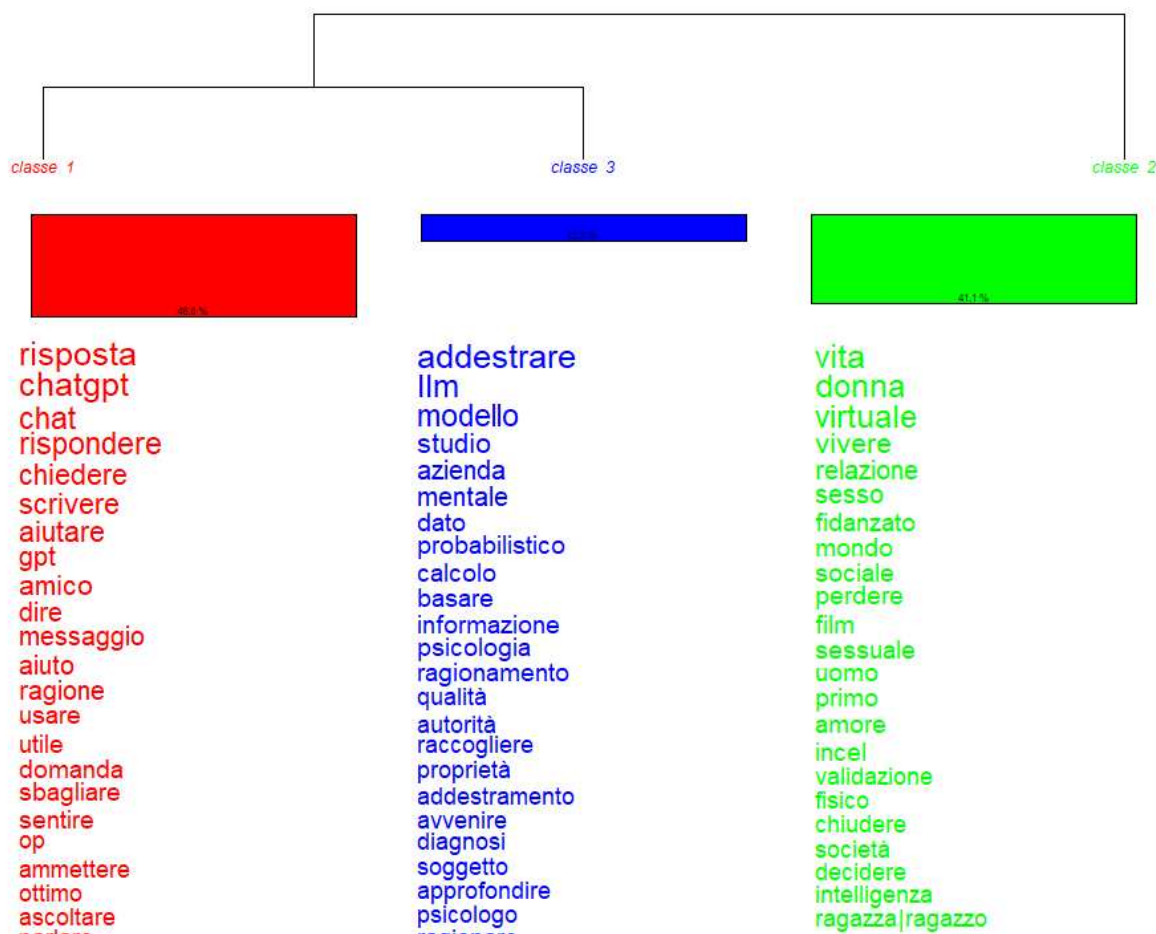 classe 1
classe 3
classe 2
41.1 %
risposta
chatgpt
chat
rispondere
chiedere
scrivere
aiutare
gpt
amico
dire
messaggio
aiuto
ragione
usare
utile
domanda
sbagliare
sentire
op
ammettere
ottimo
ascoltare
addestrare
llm
modello
studio
azienda
mentale
dato
probabilistico
calcolo
basare
informazione
psicologia
ragionamento
qualità
autorità
raccogliere
proprietà
addestramento
avvenire
diagnosi
soggetto
approfondire
psicologo
vita
donna
virtuale
vivere
relazione
sesso
fidanzato
mondo
sociale
perdere
film
sessuale
uomo
primo
amore
incel
validazione
fisico
chiudere
società
decidere
intelligenza
ragazza|ragazzo